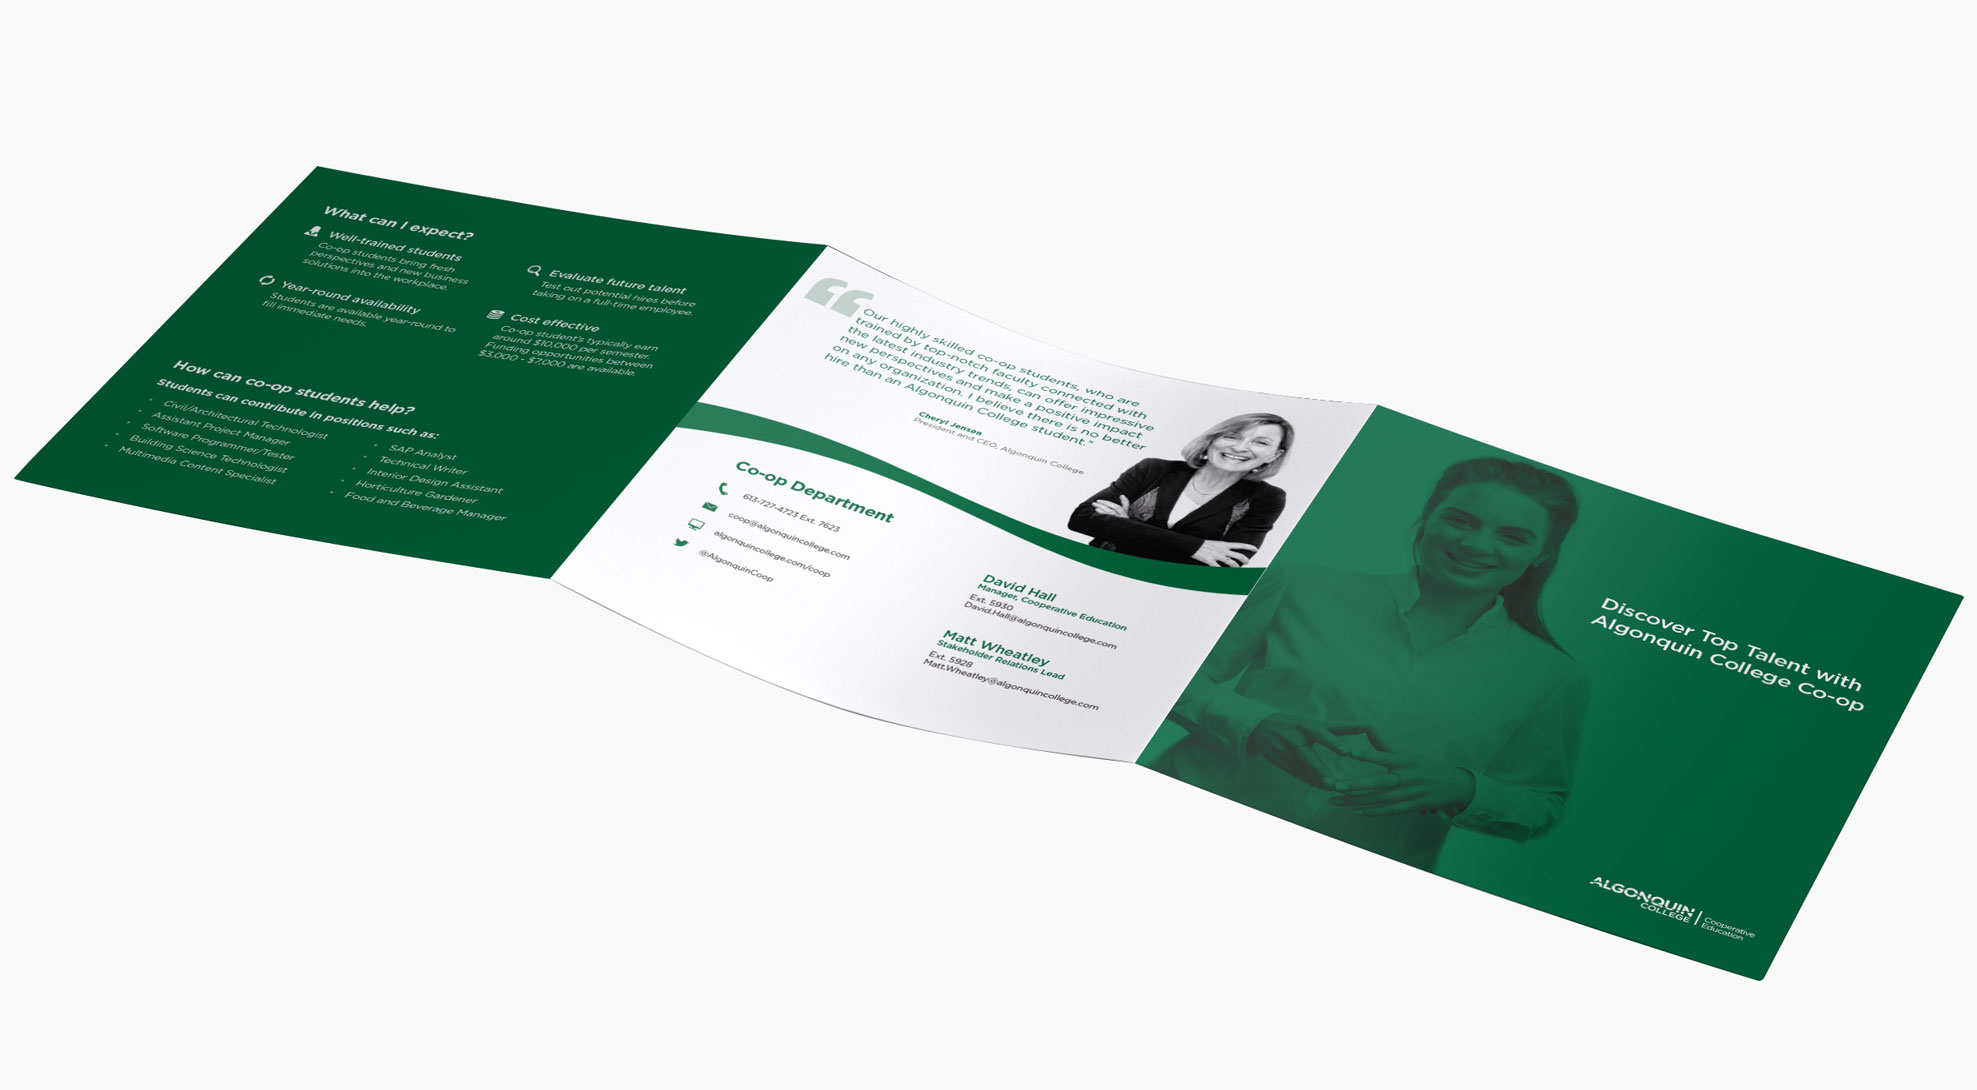 What can I expect?
Well-trained students
Co-op students bring fresh
perspectives and new business
solutions into the workplace.
Year-round availability
Students are available year-round to
fill immediate needs.
Evaluate future talent
Test out potential hires before
taking on a full-time employee.
Cost effective
Co-op student's typically earn
around $10,000 per semester.
Funding opportunities between
$3,000 - $7,000 are available.
How can co-op students help?
Students can contribute in positions such as:
• Civil/Architectural Technologist
• Assistant Project Manager
• Software Programmer/Tester
• Building Science Technologist
• Multimedia Content Specialist
• SAP Analyst
• Technical Writer
• Interior Design Assistant
• Horticulture Gardener
• Food and Beverage Manager
“Our highly skilled co-op students, who are
trained by top-notch faculty connected with
the latest industry trends, can offer impressive
new perspectives and make a positive impact
on any organization. I believe there is no better
hire than an Algonquin College student.”
Cheryl Jensen
President and CEO, Algonquin College
Co-op Department
613-727-4723 Ext. 7623
coop@algonquincollege.com
algonquincollege.com/coop
@AlgonquinCoop
David Hall
Manager, Cooperative Education
Ext. 5930
David.Hall@algonquincollege.com
Matt Wheatley
Stakeholder Relations Lead
Ext. 5928
Matt.Wheatley@algonquincollege.com
Discover Top Talent with
Algonquin College Co-op
ALGONQUIN
COLLEGE
Cooperative
Education